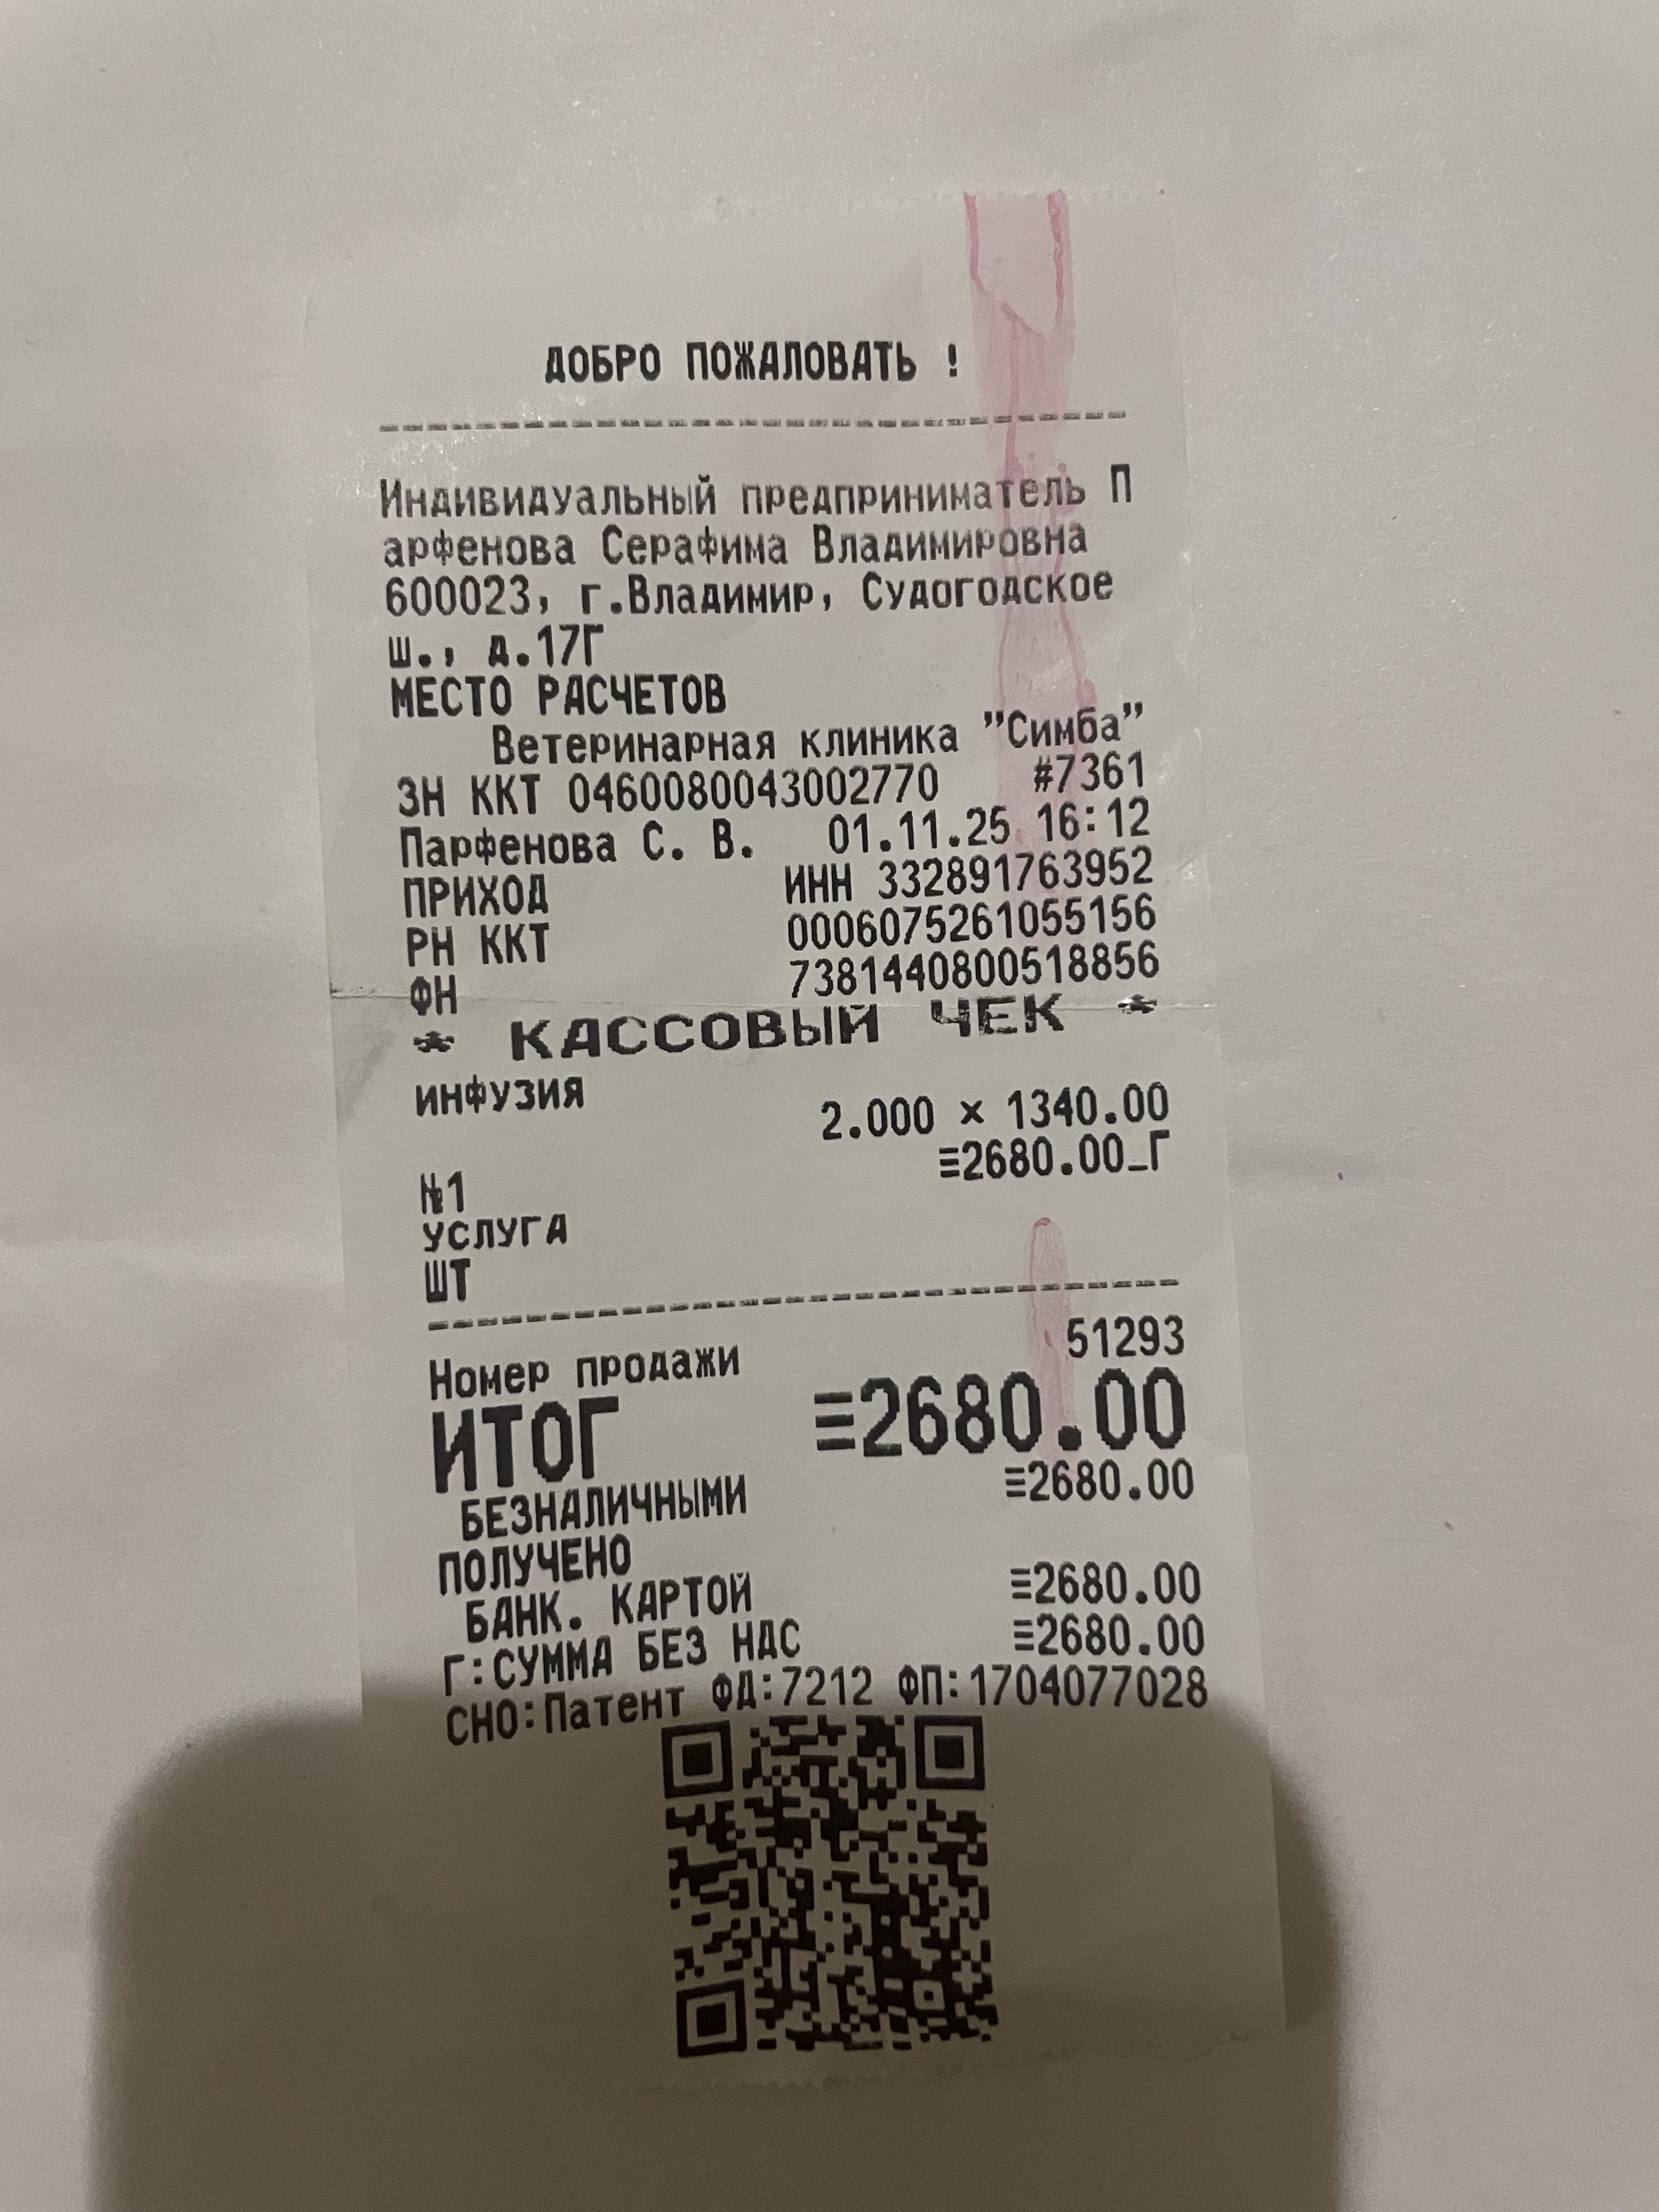 ДОБРО ПОЖАЛОВАТЬ !
Индивидуальный предприниматель П
арфенова Серафима Владимировна
600023, г.Владимир, Судогодское
ш., д.17Г
МЕСТО РАСЧЕТОВ
Ветеринарная клиника "Симба"
ЗН ККТ 0460080043002770 #7361
Парфенова С. В. 01.11.25 16:12
ПРИХОД ИНН 332891763952
РН ККТ 0006075261055156
ФН 7381440800518856
* КАССОВЫЙ ЧЕК *
ИНФУЗИЯ
2.000 × 1340.00
≡2680.00_Г
№1
УСЛУГА
ШТ
Номер продажи 51293
ИТОГ ≡2680.00
БЕЗНАЛИЧНЫМИ ≡2680.00
ПОЛУЧЕНО
БАНК. КАРТОЙ ≡2680.00
Г:СУММА БЕЗ НДС ≡2680.00
СНО:Патент ФД:7212 ФП:1704077028